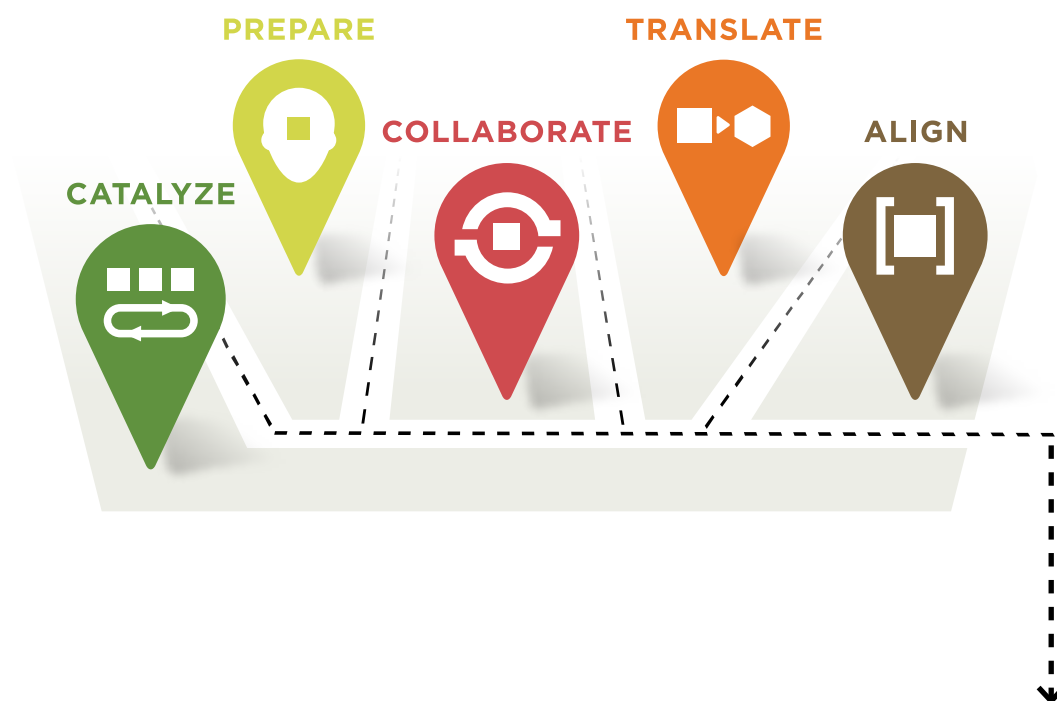 PREPARE
TRANSLATE
COLLABORATE
ALIGN
CATALYZE